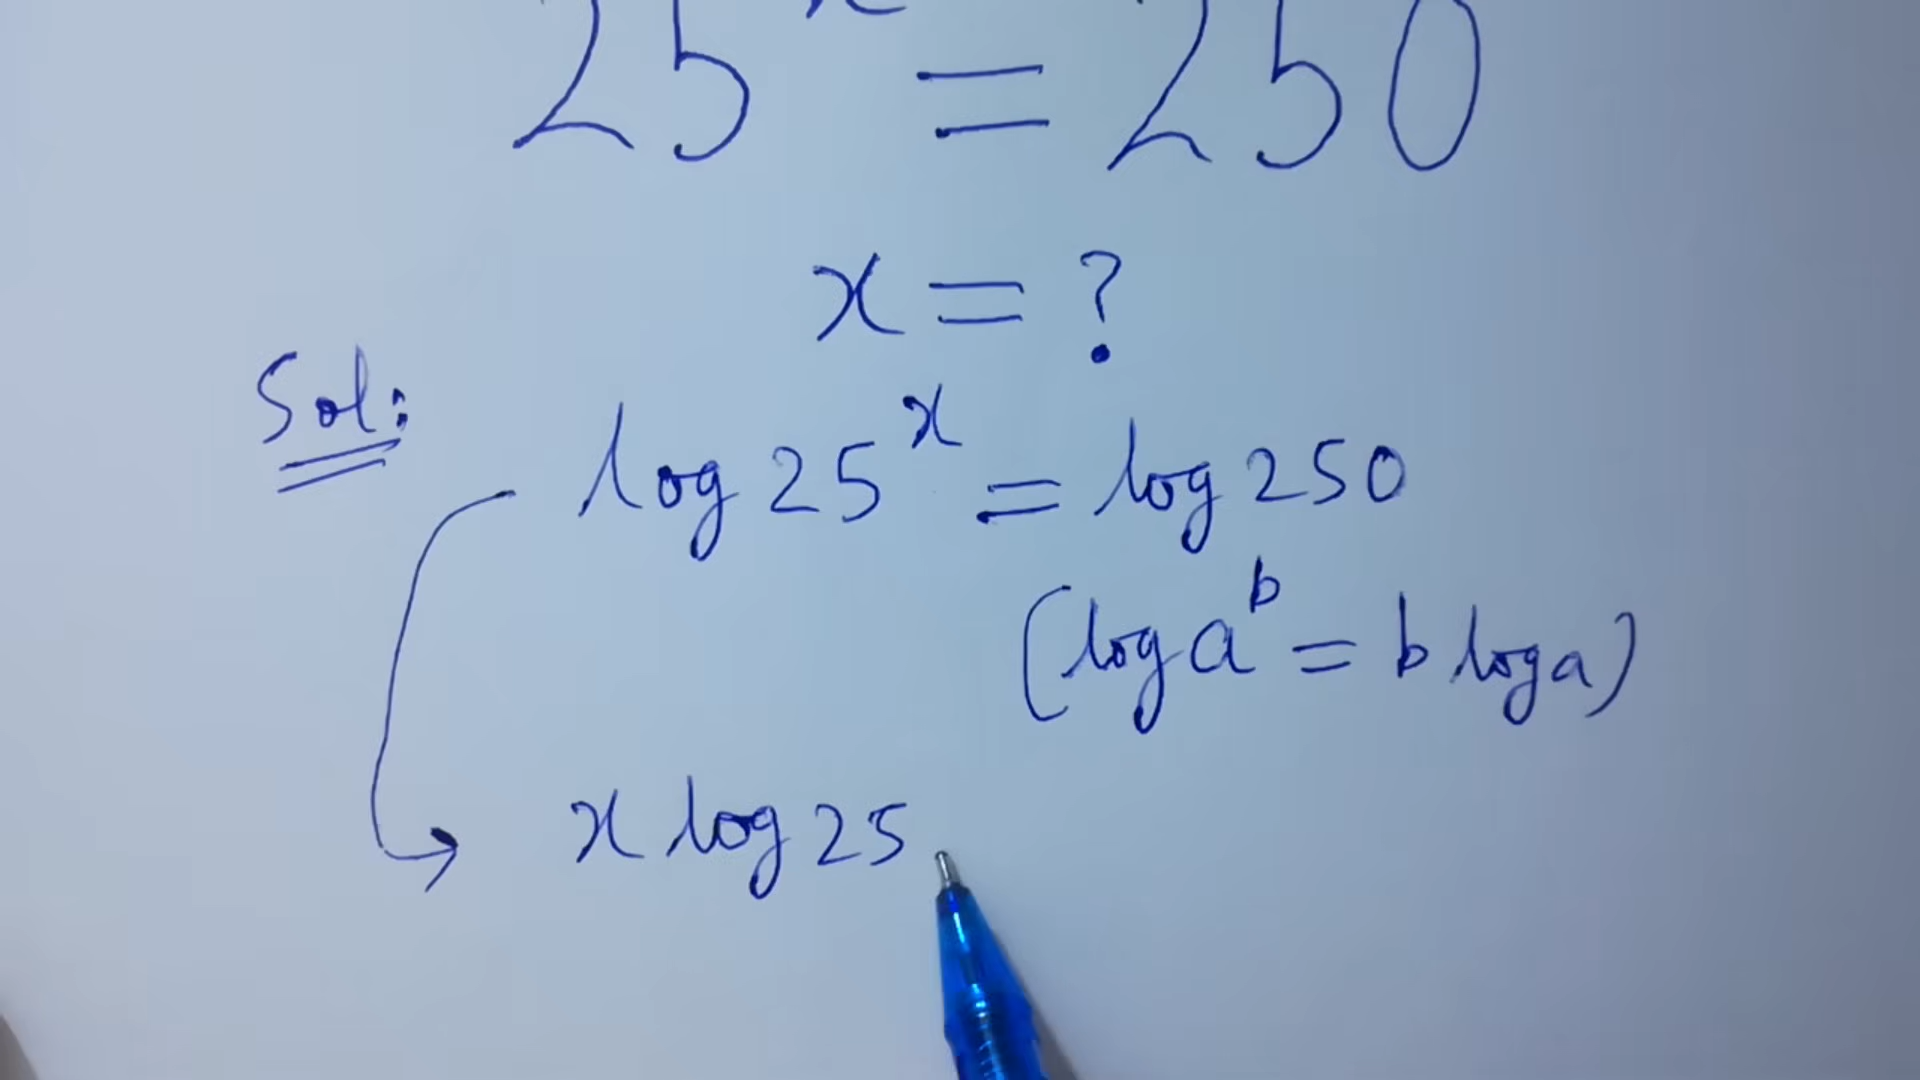 25^x = 250
x = ?
Sol:
log 25^x = log 250
(log a^b = b log a)
x log 25